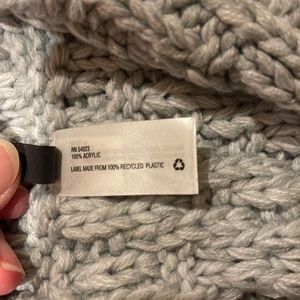 RN 54023
100% ACRYLIC
LABEL MADE FROM 100% RECYCLED PLASTIC